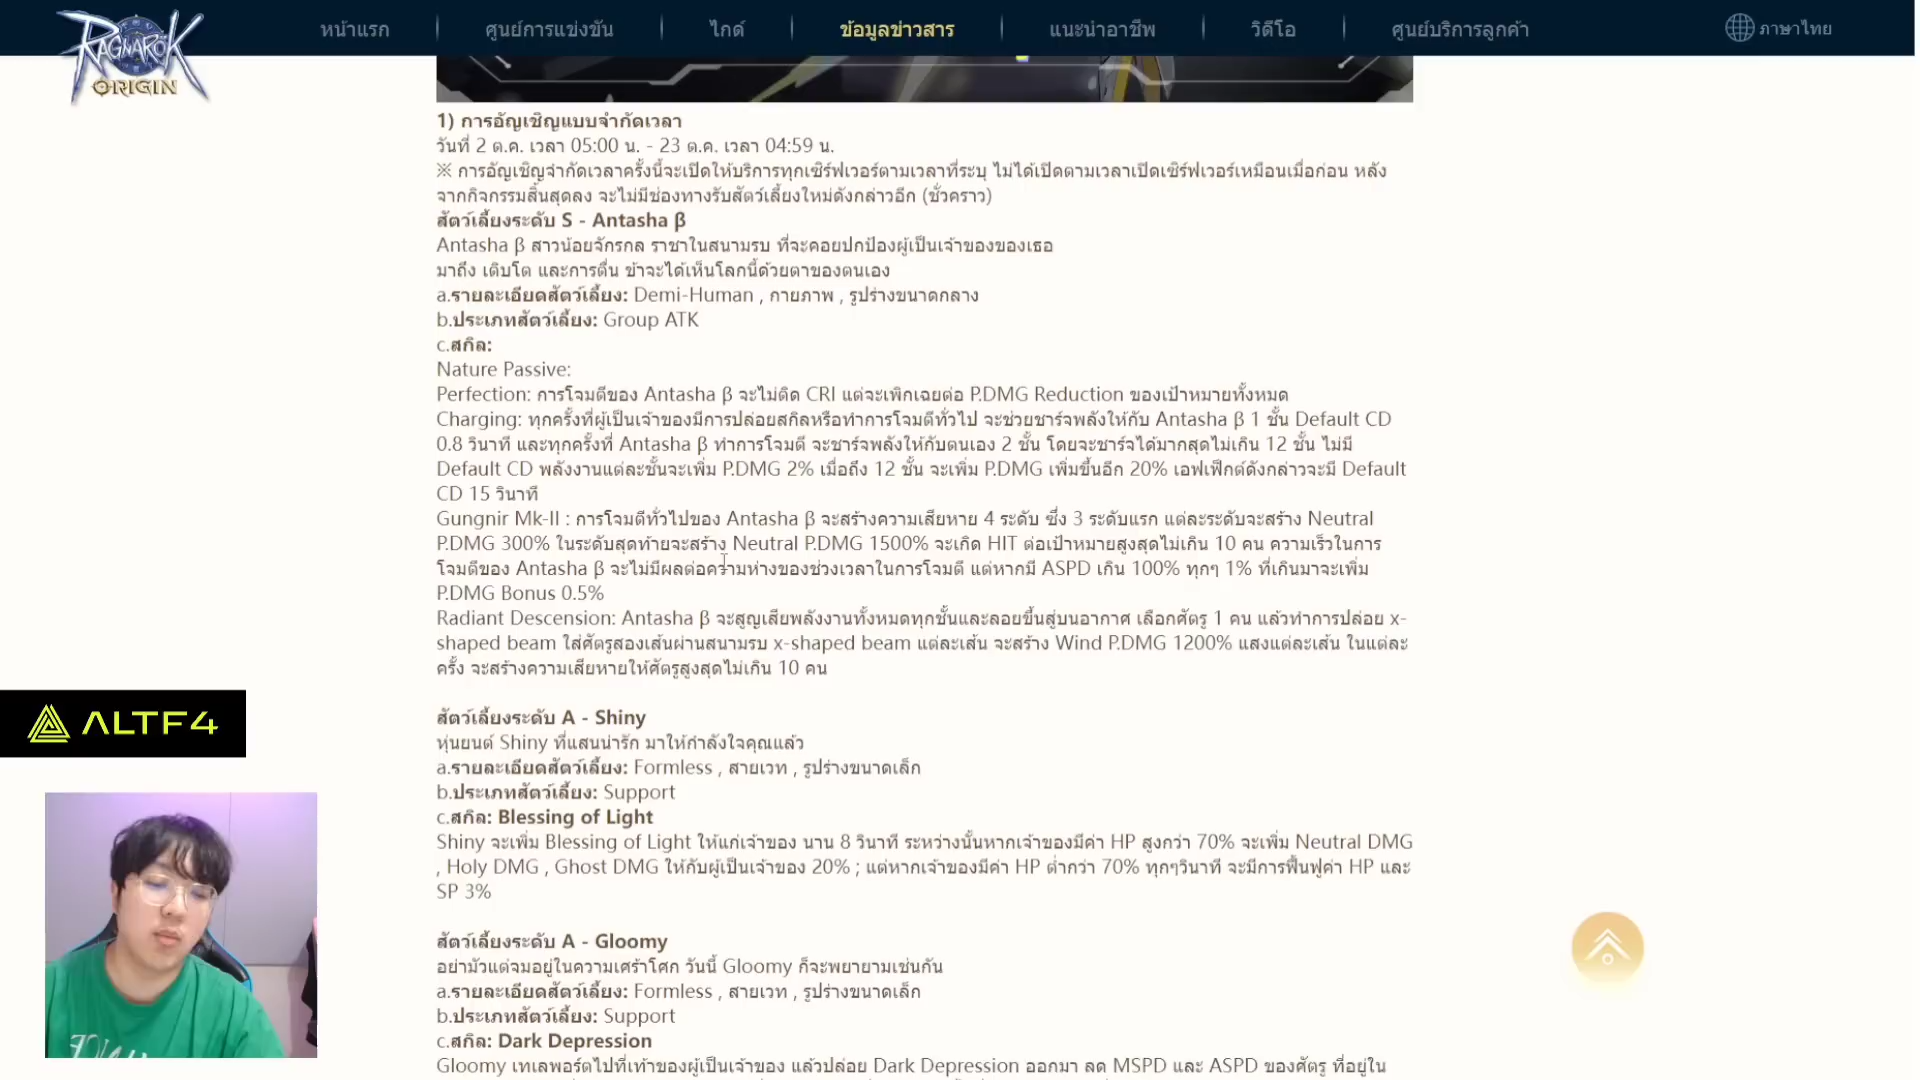 หน้าแรก
ศูนย์การแข่งขัน
ไกด์
ข้อมูลข่าวสาร
แนะนำอาชีพ
วิดีโอ
ศูนย์บริการลูกค้า
ภาษาไทย
RAGNAROK
ORIGIN
1) การอัญเชิญแบบจำกัดเวลา
วันที่ 2 ต.ค. เวลา 05:00 น. - 23 ต.ค. เวลา 04:59 น.
※ การอัญเชิญจำกัดเวลาครั้งนี้จะเปิดให้บริการทุกเซิร์ฟเวอร์ตามเวลาที่ระบุ ไม่ได้เปิดตามเวลาเปิดเซิร์ฟเวอร์เหมือนเมื่อก่อน หลัง
จากกิจกรรมสิ้นสุดลง จะไม่มีช่องทางรับสัตว์เลี้ยงใหม่ดังกล่าวอีก (ชั่วคราว)
สัตว์เลี้ยงระดับ S - Antasha β
Antasha β สาวน้อยจักรกล ราชาในสนามรบ ที่จะคอยปกป้องผู้เป็นเจ้าของของเธอ
มาถึง เติบโต และการตื่น ข้าจะได้เห็นโลกนี้ด้วยตาของตนเอง
a.รายละเอียดสัตว์เลี้ยง: Demi-Human , กายภาพ , รูปร่างขนาดกลาง
b.ประเภทสัตว์เลี้ยง: Group ATK
c.สกิล:
Nature Passive:
Perfection: การโจมตีของ Antasha β จะไม่ติด CRI แต่จะเพิกเฉยต่อ P.DMG Reduction ของเป้าหมายทั้งหมด
Charging: ทุกครั้งที่ผู้เป็นเจ้าของมีการปล่อยสกิลหรือทำการโจมตีทั่วไป จะช่วยชาร์จพลังให้กับ Antasha β 1 ชั้น Default CD
0.8 วินาที และทุกครั้งที่ Antasha β ทำการโจมตี จะชาร์จพลังให้กับตนเอง 2 ชั้น โดยจะชาร์จได้มากสุดไม่เกิน 12 ชั้น ไม่มี
Default CD พลังงานแต่ละชั้นจะเพิ่ม P.DMG 2% เมื่อถึง 12 ชั้น จะเพิ่ม P.DMG เพิ่มขึ้นอีก 20% เอฟเฟ็กต์ดังกล่าวจะมี Default
CD 15 วินาที
Gungnir Mk-II : การโจมตีทั่วไปของ Antasha β จะสร้างความเสียหาย 4 ระดับ ซึ่ง 3 ระดับแรก แต่ละระดับจะสร้าง Neutral
P.DMG 300% ในระดับสุดท้ายจะสร้าง Neutral P.DMG 1500% จะเกิด HIT ต่อเป้าหมายสูงสุดไม่เกิน 10 คน ความเร็วในการ
โจมตีของ Antasha β จะไม่มีผลต่อความห่างของช่วงเวลาในการโจมตี แต่หากมี ASPD เกิน 100% ทุกๆ 1% ที่เกินมาจะเพิ่ม
P.DMG Bonus 0.5%
Radiant Descension: Antasha β จะสูญเสียพลังงานทั้งหมดทุกชั้นและลอยขึ้นสู่บนอากาศ เลือกศัตรู 1 คน แล้วทำการปล่อย x-
shaped beam ใส่ศัตรูสองเส้นผ่านสนามรบ x-shaped beam แต่ละเส้น จะสร้าง Wind P.DMG 1200% แสงแต่ละเส้น ในแต่ละ
ครั้ง จะสร้างความเสียหายให้ศัตรูสูงสุดไม่เกิน 10 คน
สัตว์เลี้ยงระดับ A - Shiny
หุ่นยนต์ Shiny ที่แสนน่ารัก มาให้กำลังใจคุณแล้ว
a.รายละเอียดสัตว์เลี้ยง: Formless , สายเวท , รูปร่างขนาดเล็ก
b.ประเภทสัตว์เลี้ยง: Support
c.สกิล: Blessing of Light
Shiny จะเพิ่ม Blessing of Light ให้แก่เจ้าของ นาน 8 วินาที ระหว่างนั้นหากเจ้าของมีค่า HP สูงกว่า 70% จะเพิ่ม Neutral DMG
, Holy DMG , Ghost DMG ให้กับผู้เป็นเจ้าของ 20% ; แต่หากเจ้าของมีค่า HP ต่ำกว่า 70% ทุกๆวินาที จะมีการฟื้นฟูค่า HP และ
SP 3%
สัตว์เลี้ยงระดับ A - Gloomy
อย่ามัวแต่จมอยู่ในความเศร้าโศก วันนี้ Gloomy ก็จะพยายามเช่นกัน
a.รายละเอียดสัตว์เลี้ยง: Formless , สายเวท , รูปร่างขนาดเล็ก
b.ประเภทสัตว์เลี้ยง: Support
c.สกิล: Dark Depression
Gloomy เทเลพอร์ตไปที่เท้าของผู้เป็นเจ้าของ แล้วปล่อย Dark Depression ออกมา ลด MSPD และ ASPD ของศัตรู ที่อยู่ใน
ALTF4